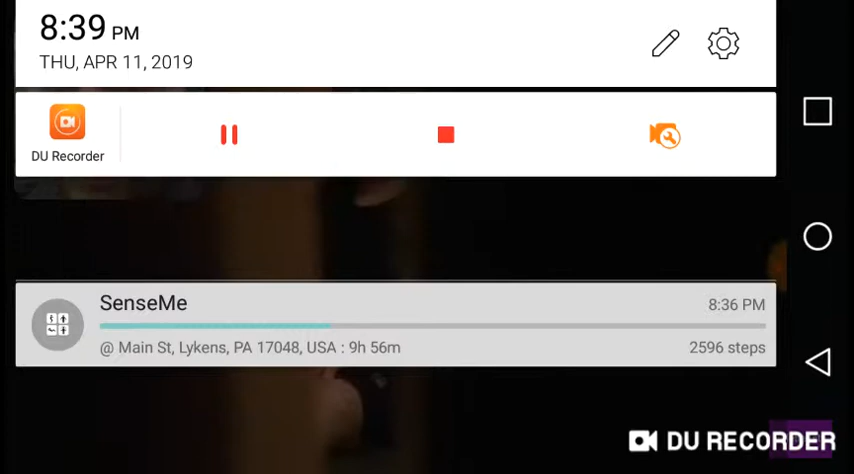 8:39 PM
THU, APR 11, 2019
DU Recorder
SenseMe
8:36 PM
@ Main St, Lykens, PA 17048, USA : 9h 56m
2596 steps
DU RECORDER